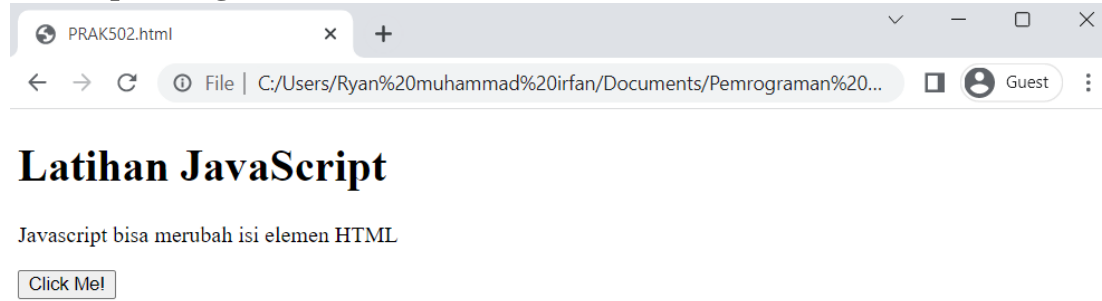 PRAK502.html
File | C:/Users/Ryan%20muhammad%20irfan/Documents/Pemrograman%20... Guest
Latihan JavaScript
Javascript bisa merubah isi elemen HTML
Click Me!